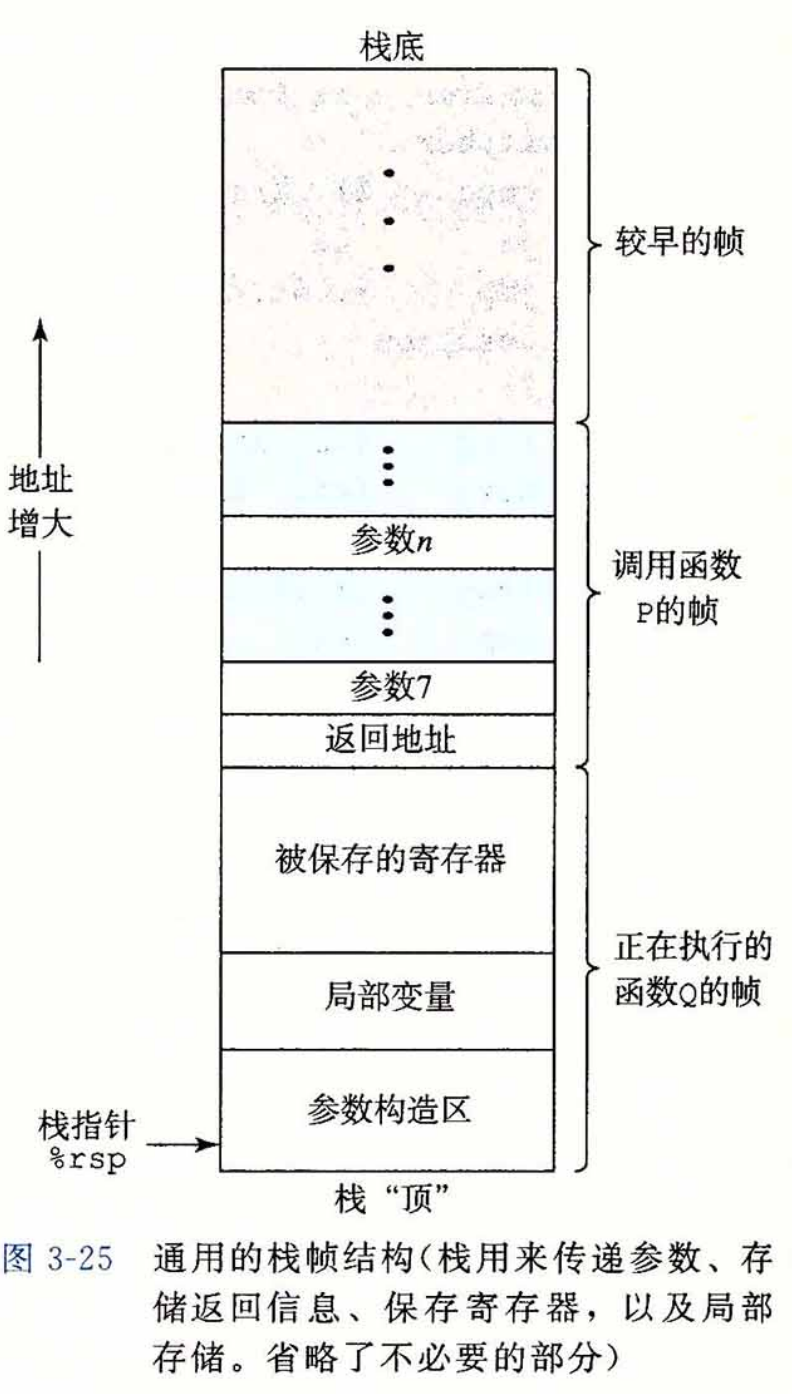 栈底
较早的帧
地址
增大
参数n
调用函数
P的帧
参数7
返回地址
被保存的寄存器
正在执行的
函数Q的帧
局部变量
参数构造区
栈指针
%rsp
栈“顶”
图 3-25 通用的栈帧结构(栈用来传递参数、存
储返回信息、保存寄存器，以及局部
存储。省略了不必要的部分)